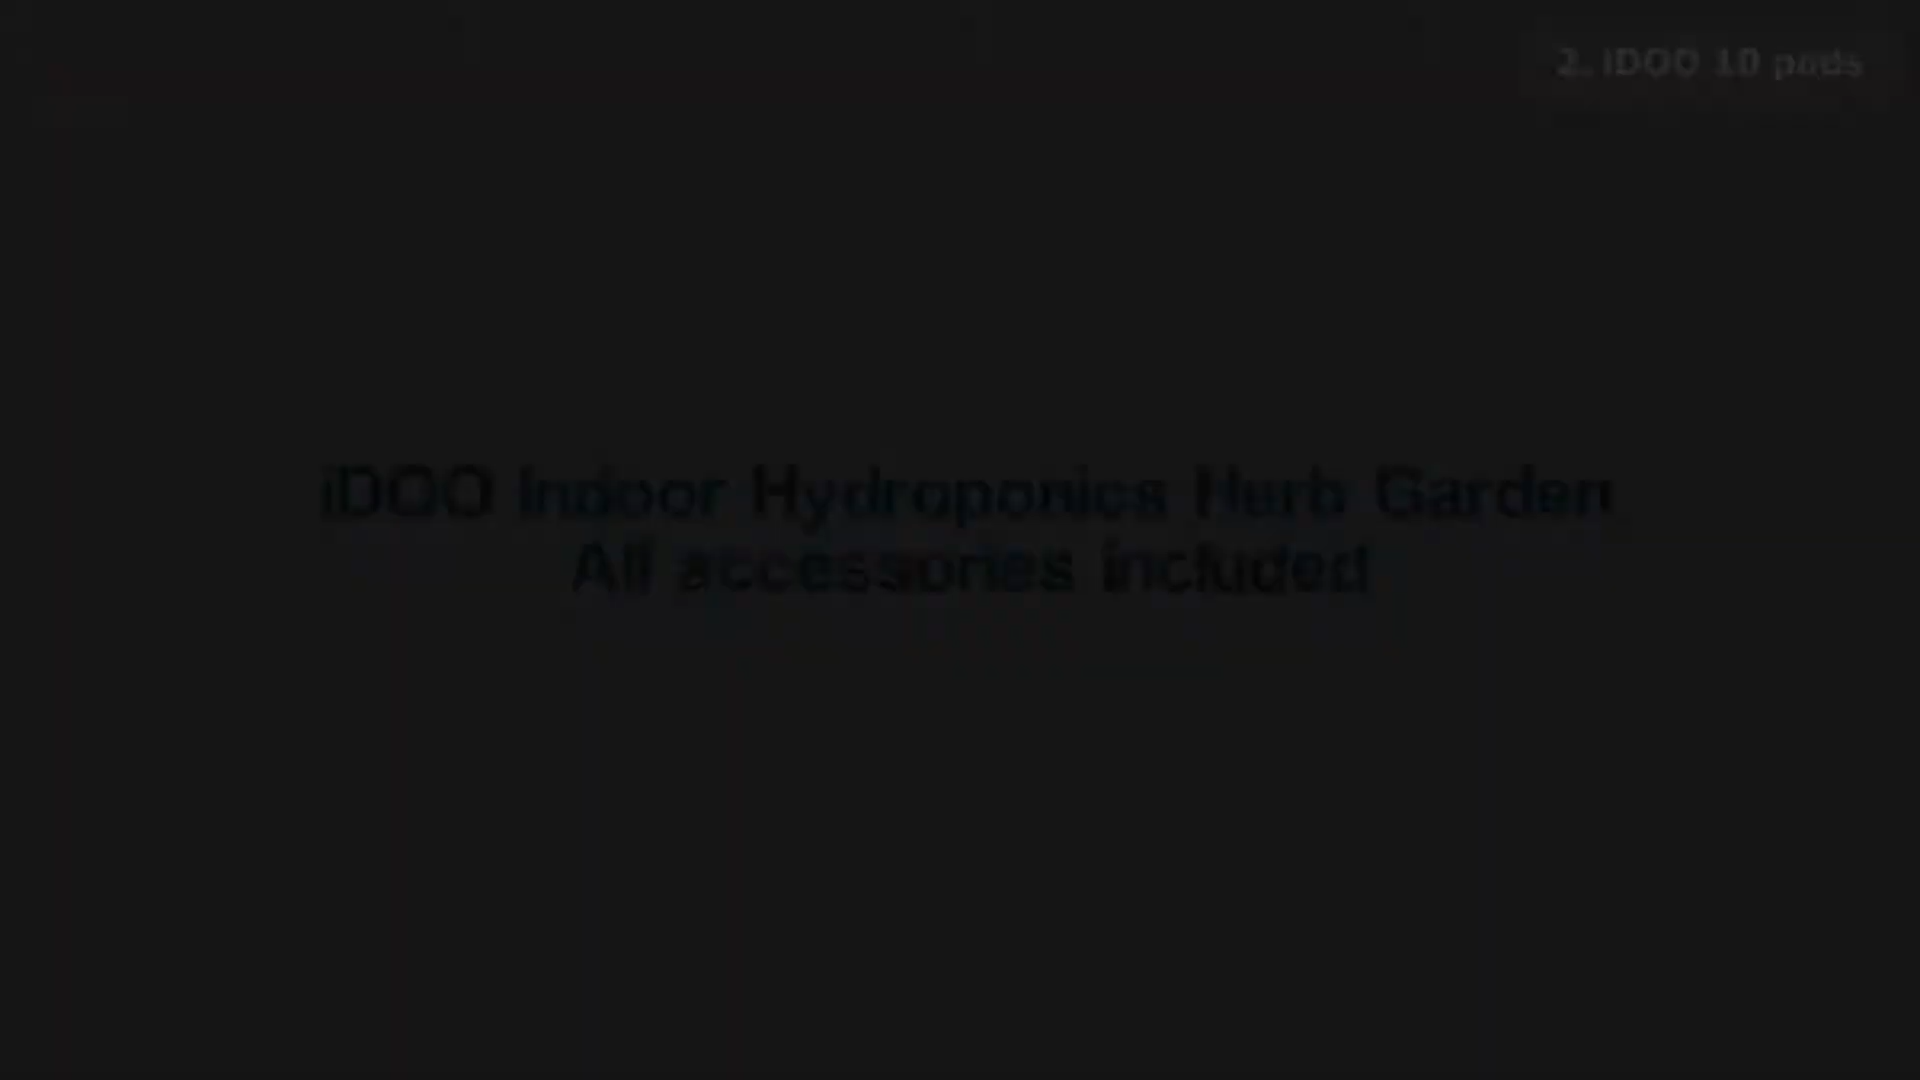 2. iDOO 10 pods
iDOO Indoor Hydroponics Herb Garden
All accessories included